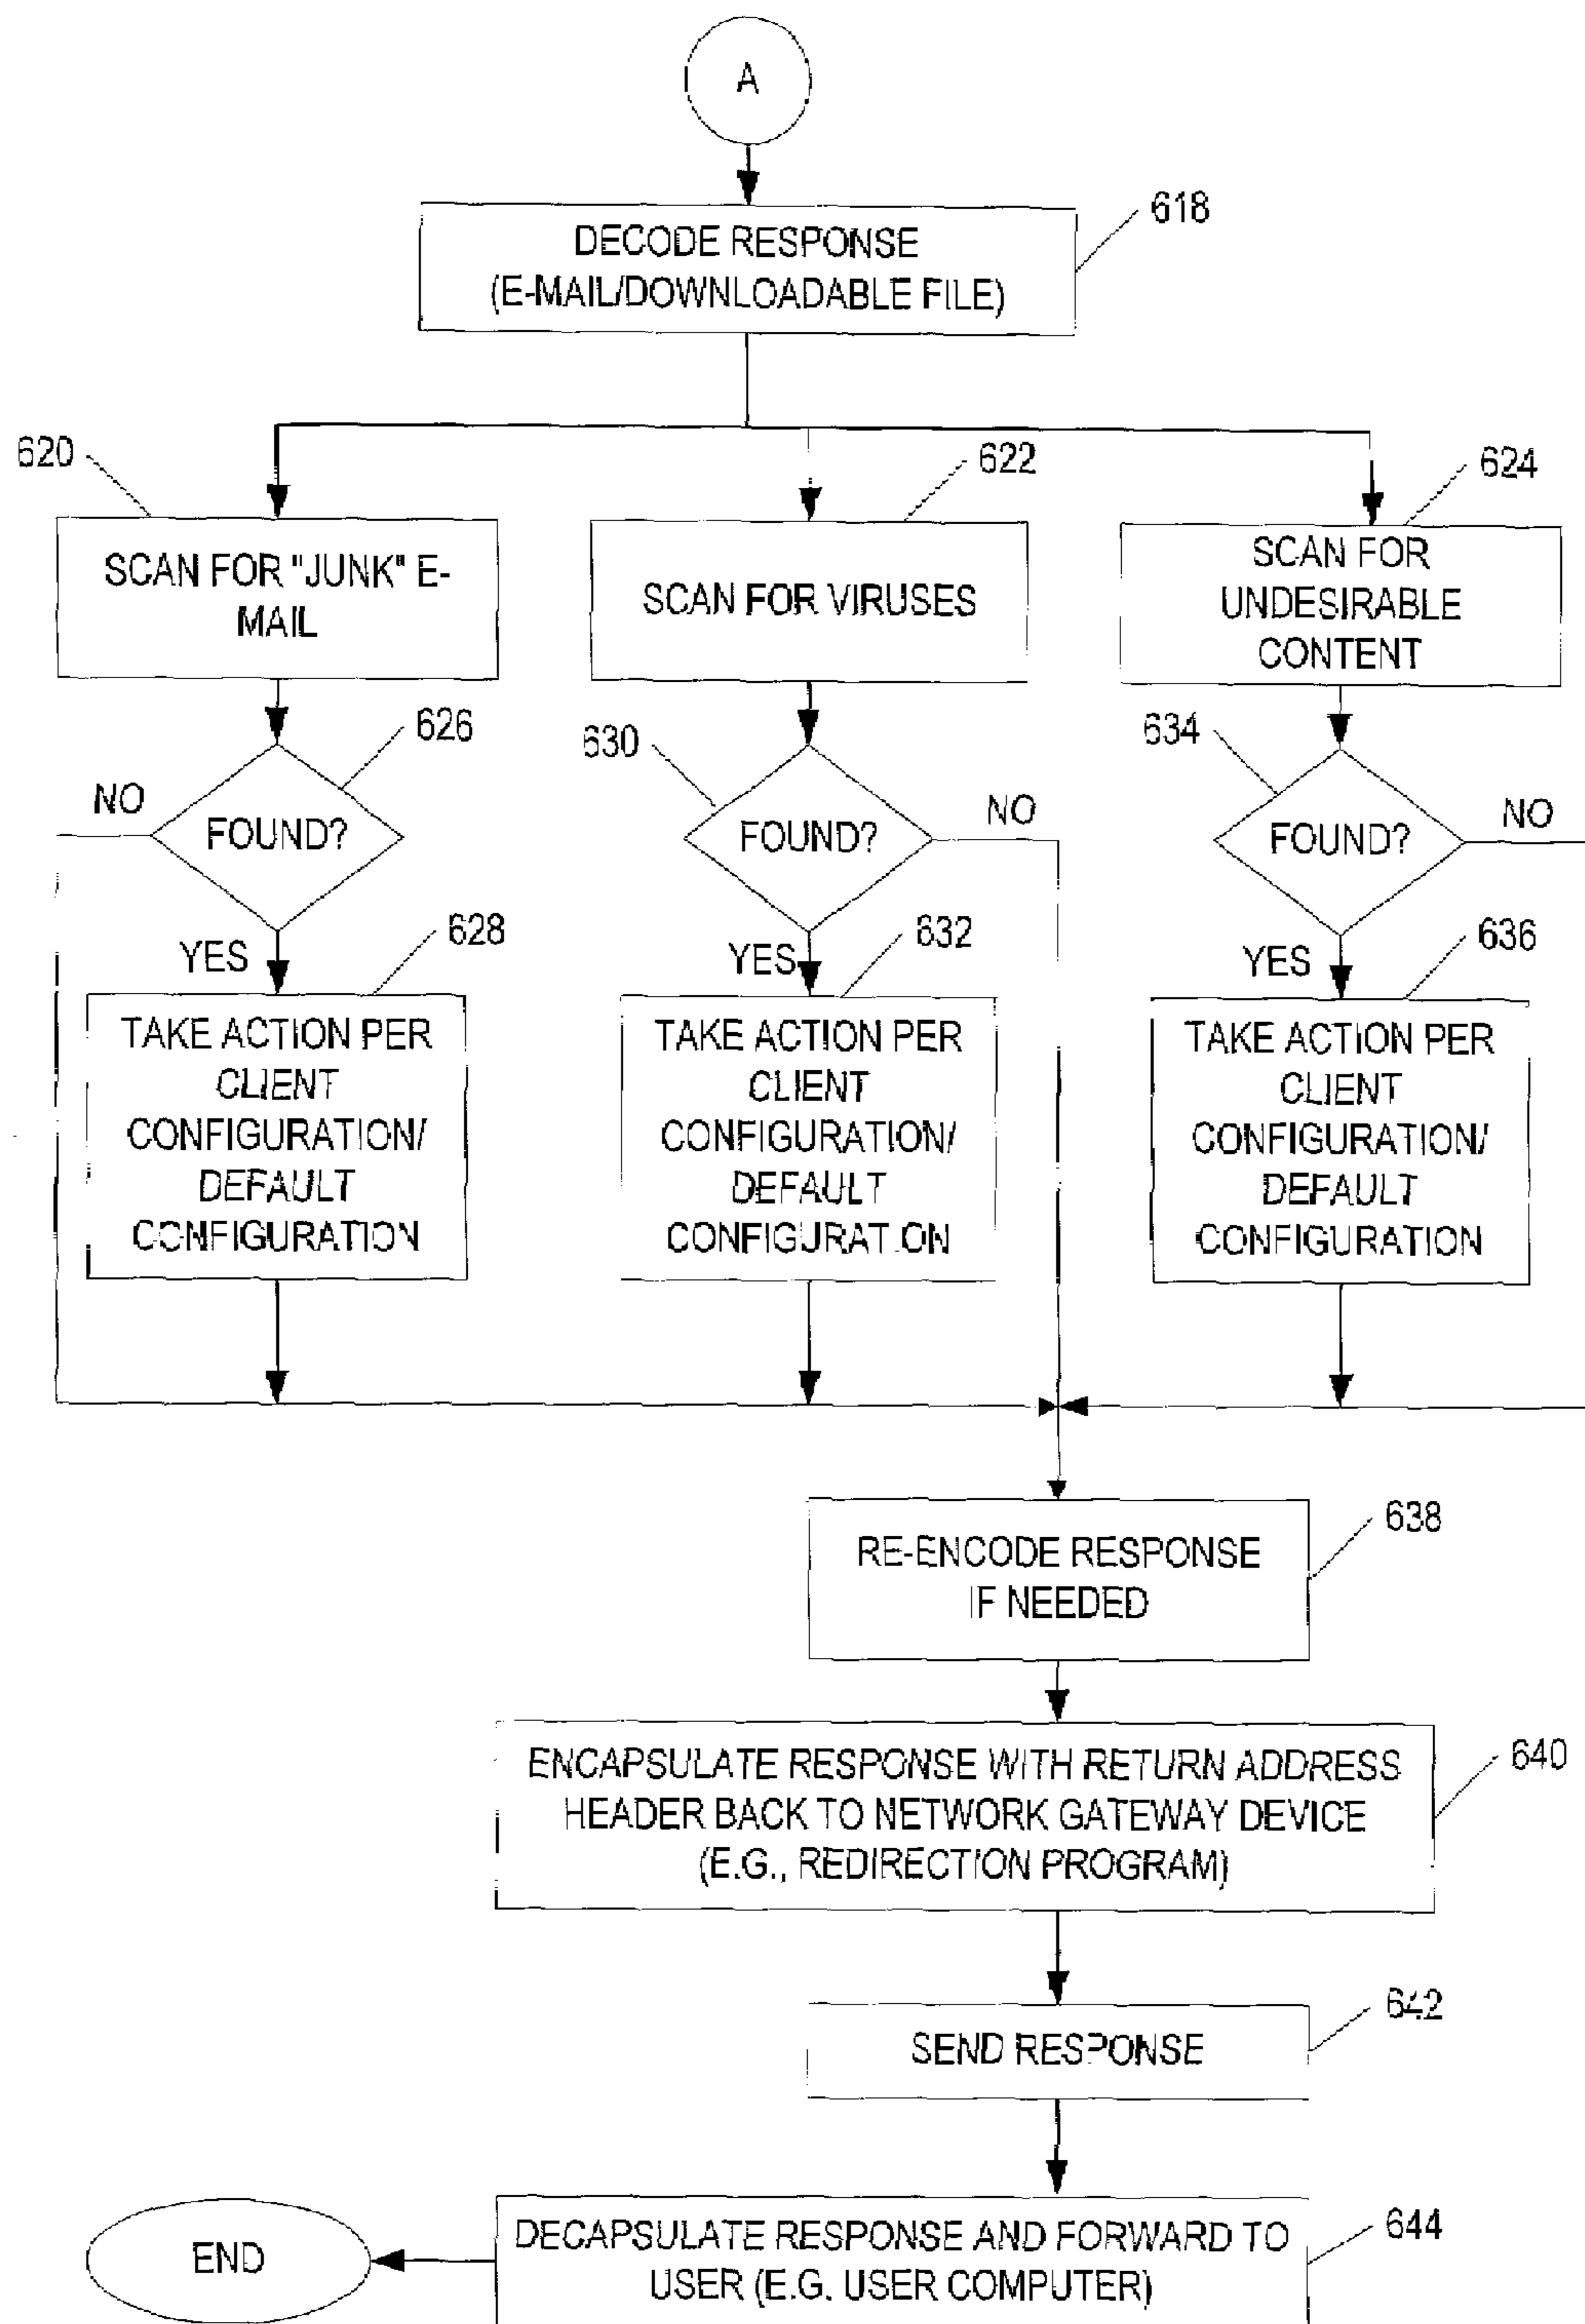 A
618
DECODE RESPONSE
(E-MAIL/DOWNLOADABLE FILE)
620
622
624
SCAN FOR "JUNK" E-
MAIL
SCAN FOR VIRUSES
SCAN FOR
UNDESIRABLE
CONTENT
626
630
634
NO
FOUND?
FOUND?
NO
FOUND?
NO
YES
628
YES
632
YES
636
TAKE ACTION PER
CLIENT
CONFIGURATION/
DEFAULT
CONFIGURATION
TAKE ACTION PER
CLIENT
CONFIGURATION/
DEFAULT
CONFIGURATION
TAKE ACTION PER
CLIENT
CONFIGURATION/
DEFAULT
CONFIGURATION
638
RE-ENCODE RESPONSE
IF NEEDED
640
ENCAPSULATE RESPONSE WITH RETURN ADDRESS
HEADER BACK TO NETWORK GATEWAY DEVICE
(E.G., REDIRECTION PROGRAM)
642
SEND RESPONSE
644
DECAPSULATE RESPONSE AND FORWARD TO
USER (E.G. USER COMPUTER)
END